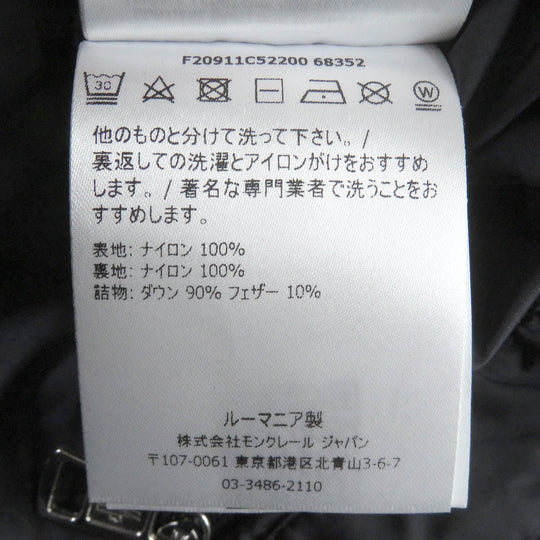 F20911C52200 68352
30
W
他のものと分けて洗って下さい。/
裏返しての洗濯とアイロンがけをおすすめ
します。/ 著名な専門業者で洗うことをお
すすめします。
表地: ナイロン 100%
裏地: ナイロン 100%
詰物: ダウン 90% フェザー 10%
ルーマニア製
株式会社モンクレール ジャパン
〒107-0061 東京都港区北青山3-6-7
03-3486-2110